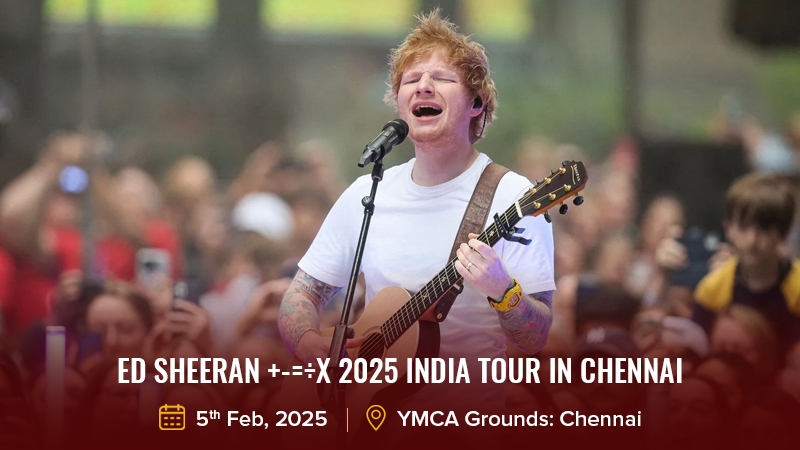 ED SHEERAN +-=÷X 2025 INDIA TOUR IN CHENNAI
5th Feb, 2025 | YMCA Grounds: Chennai